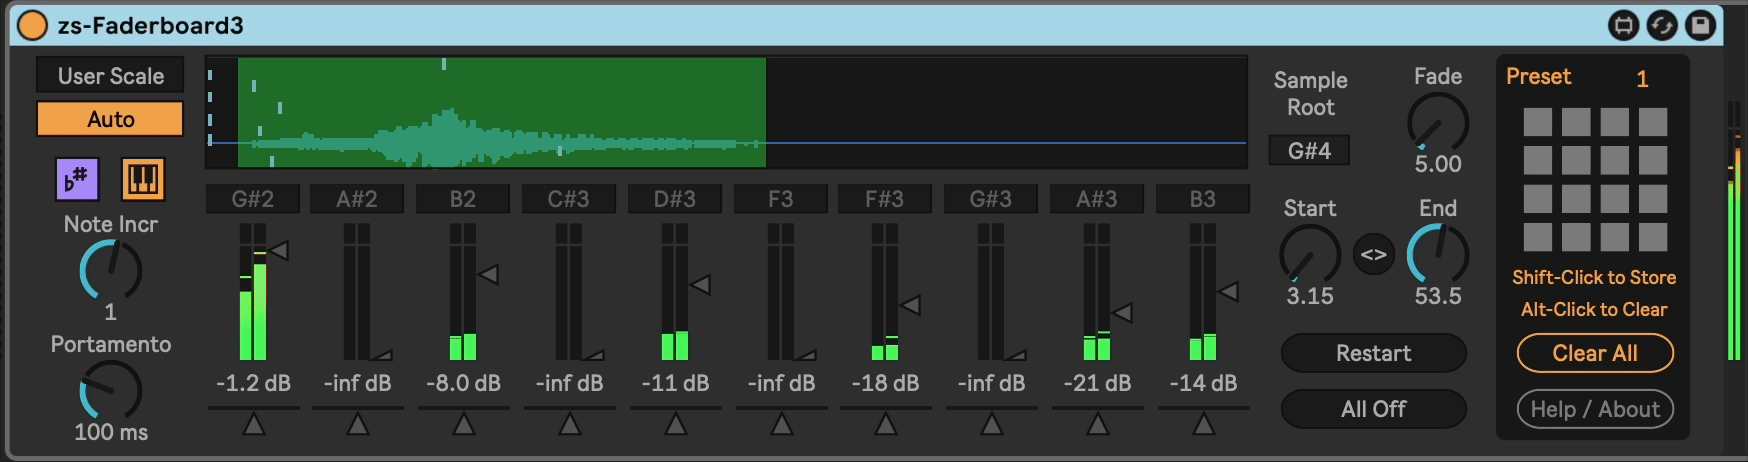 zs-Faderboard3
User Scale
Auto
b#
Note Incr
1
Portamento
100 ms
G#2 A#2 B2 C#3 D#3 F3 F#3 G#3 A#3 B3
-1.2 dB -inf dB -8.0 dB -inf dB -11 dB -inf dB -18 dB -inf dB -21 dB -14 dB
Sample
Root
G#4
Fade
5.00
Start
3.15
<>
End
53.5
Restart
All Off
Preset 1
Shift-Click to Store
Alt-Click to Clear
Clear All
Help / About